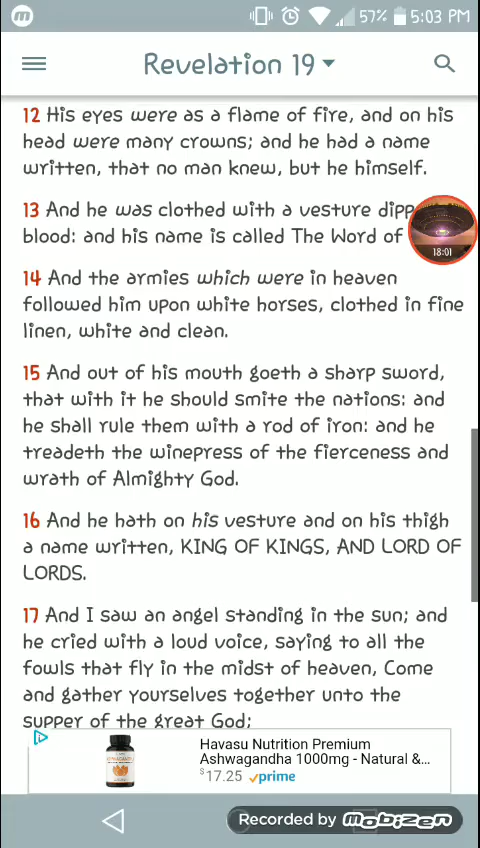 57% 5:03 PM
Revelation 19
12 His eyes were as a flame of fire, and on his
head were many crowns; and he had a name
written, that no man knew, but he himself.
13 And he was clothed with a vesture dipp
blood: and his name is called The Word of
18:01
14 And the armies which were in heaven
followed him upon white horses, clothed in fine
linen, white and clean.
15 And out of his mouth goeth a sharp sword,
that with it he should smite the nations: and
he shall rule them with a rod of iron: and he
treadeth the winepress of the fierceness and
wrath of Almighty God.
16 And he hath on his vesture and on his thigh
a name written, KING OF KINGS, AND LORD OF
LORDS.
17 And I saw an angel standing in the sun; and
he cried with a loud voice, saying to all the
fowls that fly in the midst of heaven, Come
and gather yourselves together unto the
supper of the great God;
Havasu Nutrition Premium
Ashwagandha 1000mg - Natural &...
$17.25 prime
Recorded by Mobizen